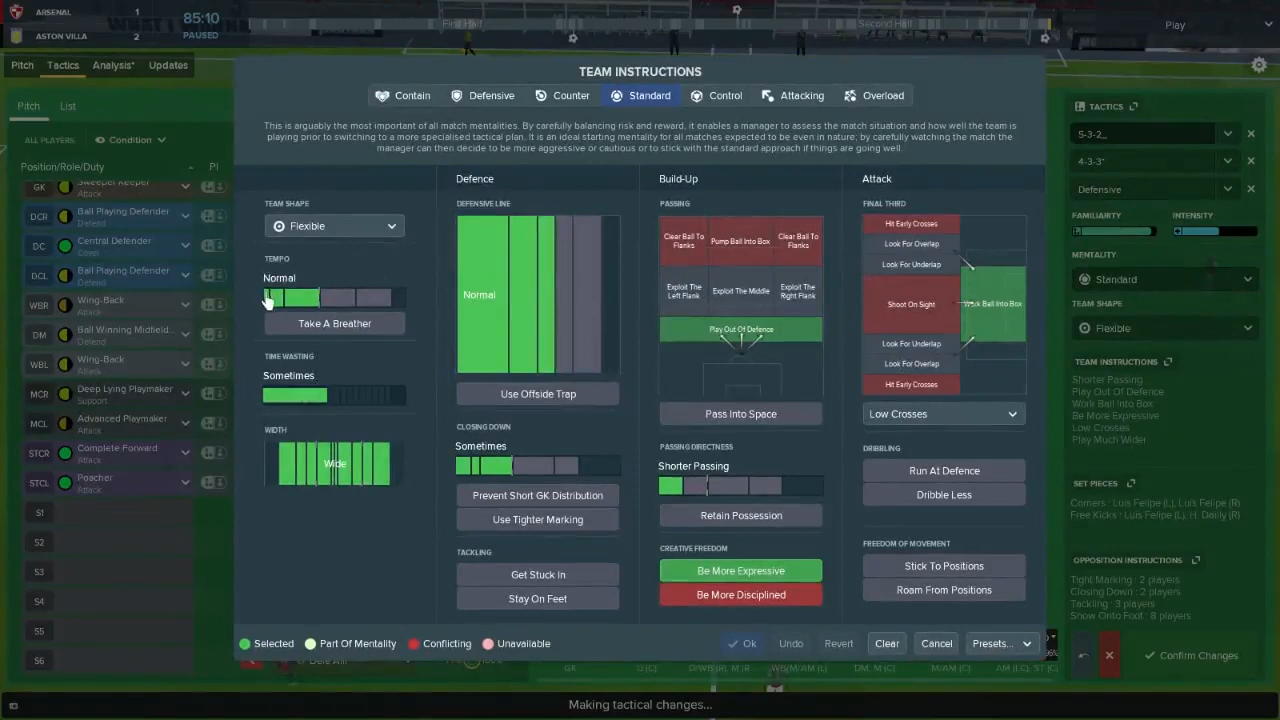 ARSENAL 1
ASTON VILLA 2
85:10
PAUSED
First Half
Second Half
Play
Pitch Tactics Analysis* Updates
Pitch List
ALL PLAYERS Condition
Position/Role/Duty PI
GK Sweeper Keeper
Attack
DCR Ball Playing Defender
Defend
DC Central Defender
Cover
DCL Ball Playing Defender
Defend
WBR Wing-Back
Attack
DM Ball Winning Midfield...
Defend
WBL Wing-Back
Attack
MCR Deep Lying Playmaker
Support
MCL Advanced Playmaker
Attack
STCR Complete Forward
Attack
STCL Poacher
Attack
S1
S2
S3
S4
S5
S6
TEAM INSTRUCTIONS
Contain Defensive Counter Standard Control Attacking Overload
This is arguably the most important of all match mentalities. By carefully balancing risk and reward, it enables a manager to assess the match situation and how well the team is
playing prior to switching to a more specialised tactical plan. It is an ideal starting mentality for all matches expected to be even in nature; by carefully watching the match the
manager can then decide to be more aggressive or cautious or to stick with the standard approach if things are going well.
TEAM SHAPE
Flexible
TEMPO
Normal
Take A Breather
TIME WASTING
Sometimes
WIDTH
Wide
Defence
DEFENSIVE LINE
Normal
Use Offside Trap
CLOSING DOWN
Sometimes
Prevent Short GK Distribution
Use Tighter Marking
TACKLING
Get Stuck In
Stay On Feet
Build-Up
PASSING
Clear Ball To Flanks Pump Ball Into Box Clear Ball To Flanks
Exploit The Left Flank Exploit The Middle Exploit The Right Flank
Play Out Of Defence
Pass Into Space
PASSING DIRECTNESS
Shorter Passing
Retain Possession
CREATIVE FREEDOM
Be More Expressive
Be More Disciplined
Attack
FINAL THIRD
Hit Early Crosses
Look For Overlap
Look For Underlap
Shoot On Sight Work Ball Into Box
Look For Underlap
Look For Overlap
Hit Early Crosses
Low Crosses
DRIBBLING
Run At Defence
Dribble Less
FREEDOM OF MOVEMENT
Stick To Positions
Roam From Positions
Selected Part Of Mentality Conflicting Unavailable
Ok Undo Revert Clear Cancel Presets...
TACTICS
5-3-2_
4-3-3*
Defensive
FAMILIARITY INTENSITY
MENTALITY
Standard
TEAM SHAPE
Flexible
TEAM INSTRUCTIONS
Shorter Passing
Play Out Of Defence
Work Ball Into Box
Be More Expressive
Low Crosses
Play Much Wider
SET PIECES
Corners : Luis Felipe (L), Luis Felipe (R)
Free Kicks : Luis Felipe (L), H. Dailly (R)
OPPOSITION INSTRUCTIONS
Tight Marking : 2 players
Closing Down : 2 players
Tackling : 3 players
Show Onto Foot : 8 players
Confirm Changes
Dele Alli
GK D (C) D/WB (R), M (R WB/M/AM (L) DM, M (C) M/AM (C) AM (LC), ST (C)
Making tactical changes...